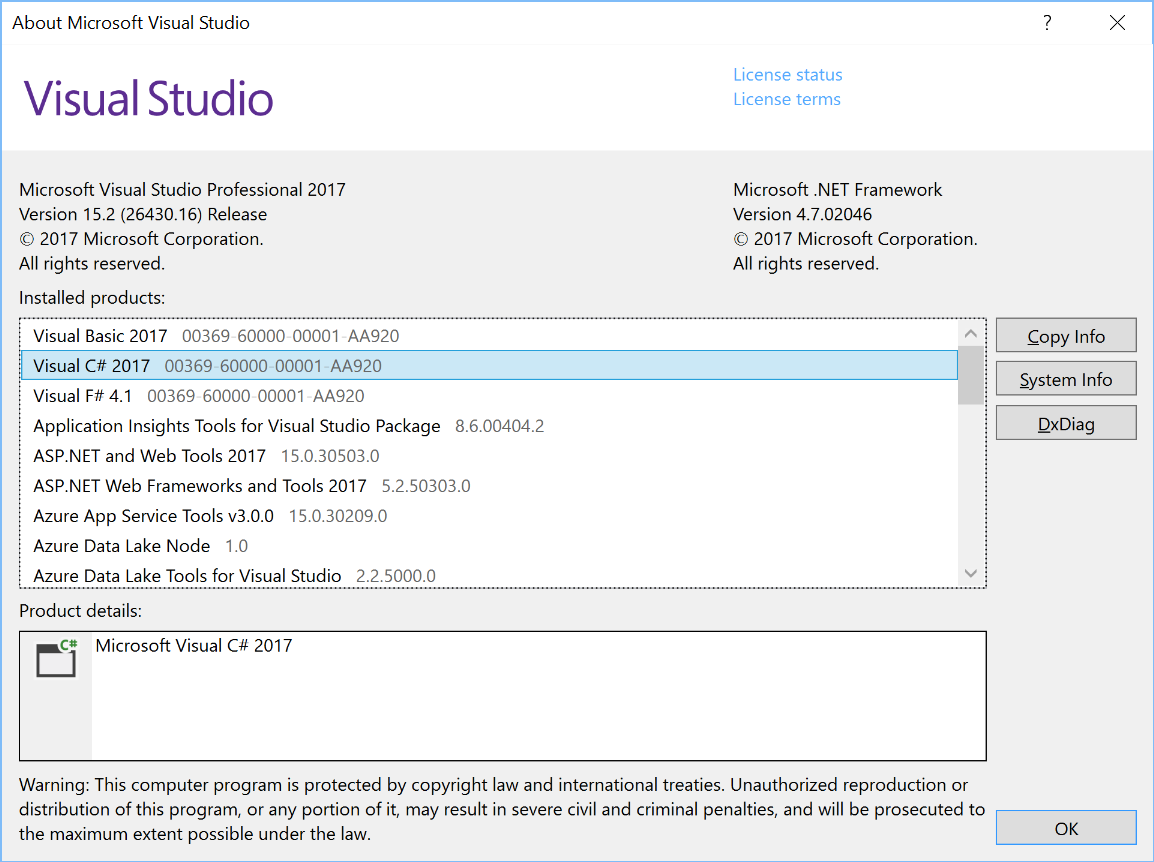 About Microsoft Visual Studio
?
Visual Studio
License status
License terms
Microsoft Visual Studio Professional 2017
Version 15.2 (26430.16) Release
© 2017 Microsoft Corporation.
All rights reserved.
Microsoft .NET Framework
Version 4.7.02046
© 2017 Microsoft Corporation.
All rights reserved.
Installed products:
Visual Basic 2017 00369-60000-00001-AA920
Visual C# 2017 00369-60000-00001-AA920
Visual F# 4.1 00369-60000-00001-AA920
Application Insights Tools for Visual Studio Package 8.6.00404.2
ASP.NET and Web Tools 2017 15.0.30503.0
ASP.NET Web Frameworks and Tools 2017 5.2.50303.0
Azure App Service Tools v3.0.0 15.0.30209.0
Azure Data Lake Node 1.0
Azure Data Lake Tools for Visual Studio 2.2.5000.0
Copy Info
System Info
DxDiag
Product details:
C#
Microsoft Visual C# 2017
Warning: This computer program is protected by copyright law and international treaties. Unauthorized reproduction or
distribution of this program, or any portion of it, may result in severe civil and criminal penalties, and will be prosecuted to
the maximum extent possible under the law.
OK